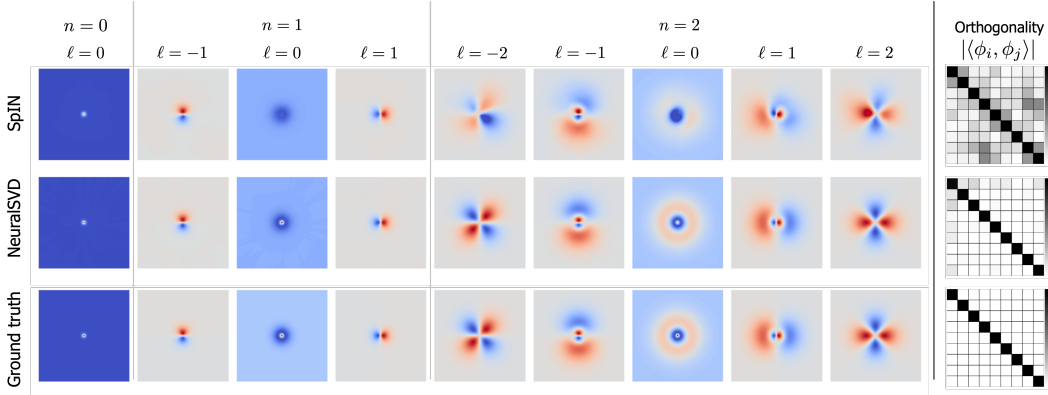 n = 0
n = 1
n = 2
Orthogonality
|⟨ϕᵢ, ϕⱼ⟩|
ℓ = 0
ℓ = −1
ℓ = 0
ℓ = 1
ℓ = −2
ℓ = −1
ℓ = 0
ℓ = 1
ℓ = 2
SpIN
NeuralSVD
Ground truth